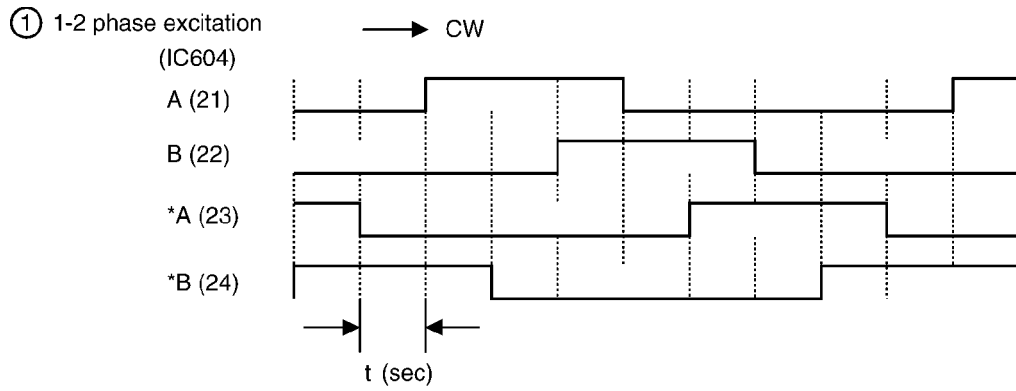 ① 1-2 phase excitation
CW
(IC604)
A (21)
B (22)
*A (23)
*B (24)
t (sec)